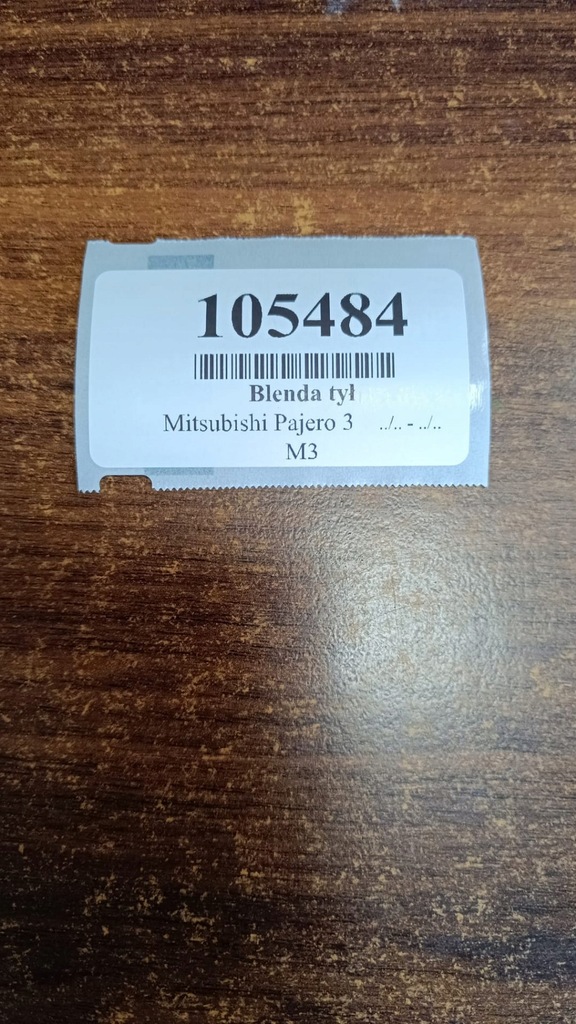 105484
Blenda tył
Mitsubishi Pajero 3 ../.. - ../..
M3